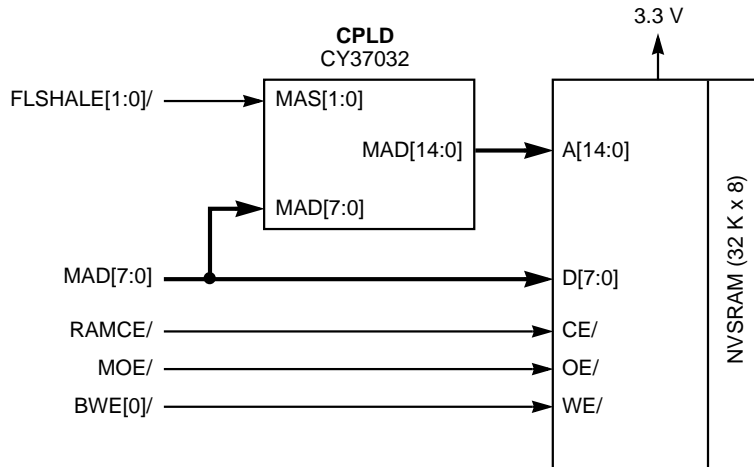 3.3 V
CPLD
CY37032
FLSHALE[1:0]/
MAS[1:0]
MAD[14:0]
A[14:0]
MAD[7:0]
MAD[7:0]
D[7:0]
RAMCE/
CE/
MOE/
OE/
BWE[0]/
WE/
NVSRAM (32 K x 8)